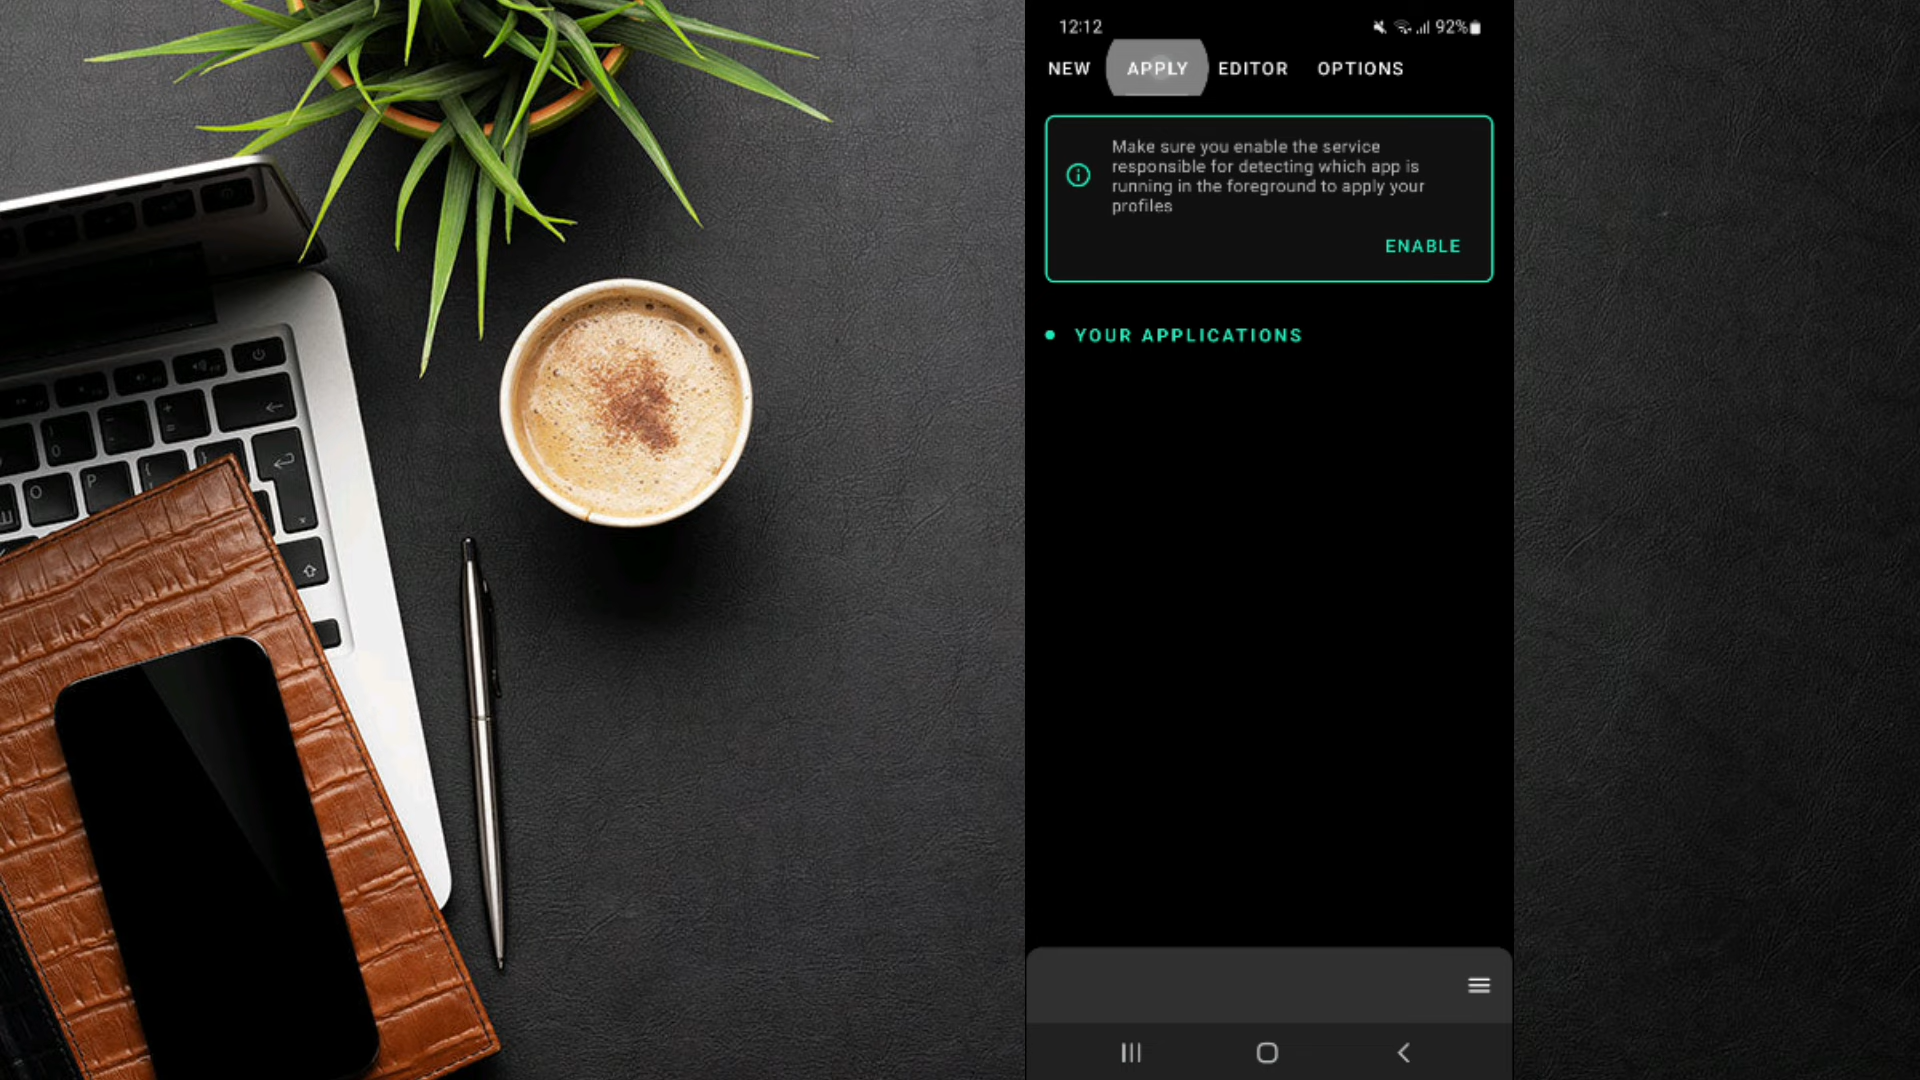 12:12
92%
NEW APPLY EDITOR OPTIONS
Make sure you enable the service
responsible for detecting which app is
running in the foreground to apply your
profiles
ENABLE
YOUR APPLICATIONS
O
P